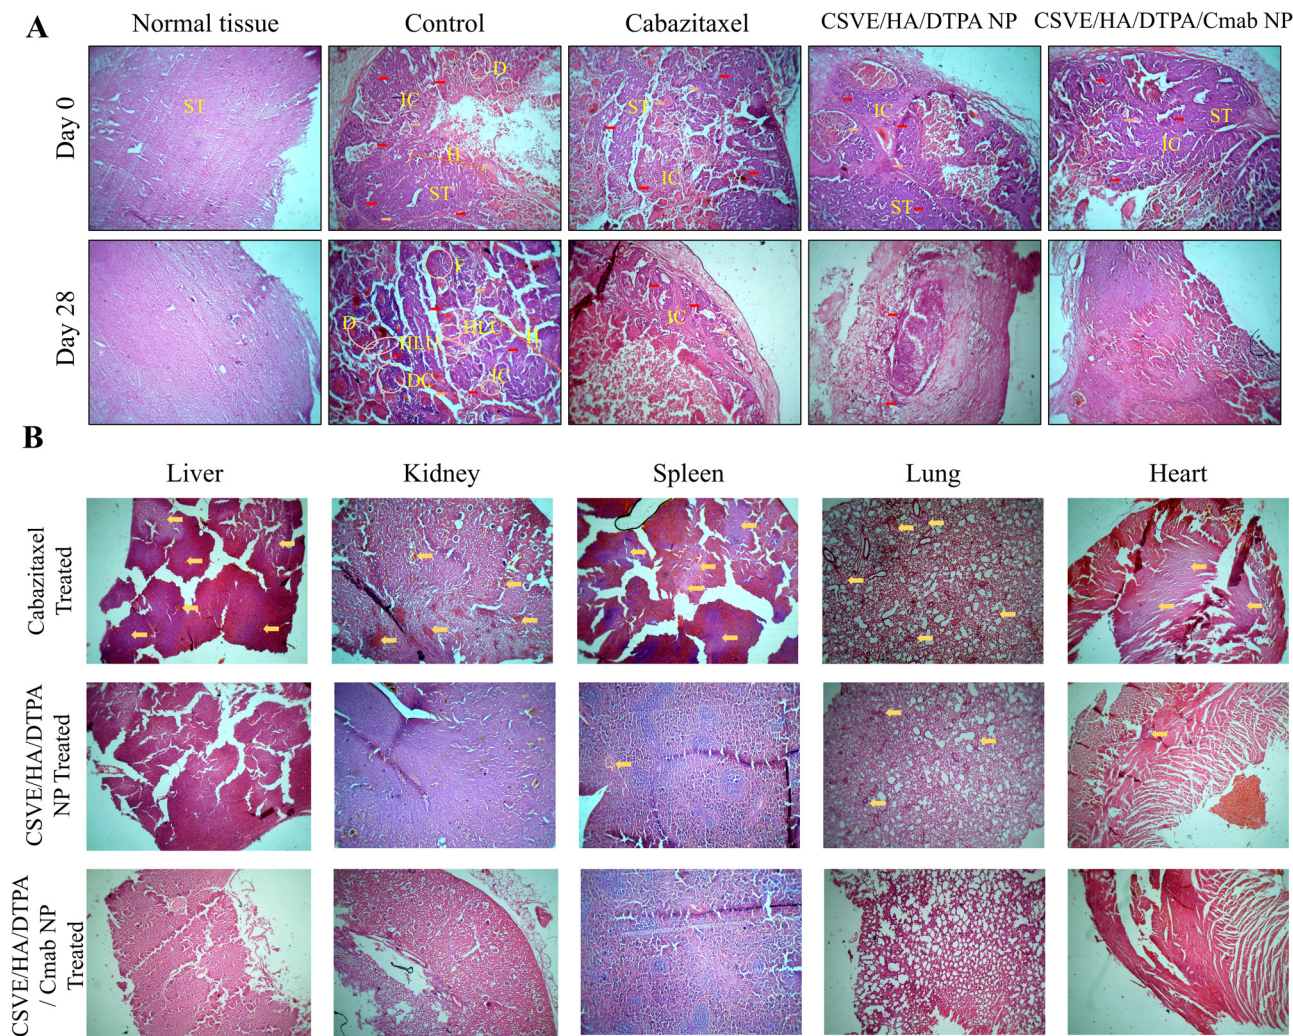 A
Normal tissue
Control
Cabazitaxel
CSVE/HA/DTPA NP
CSVE/HA/DTPA/Cmab NP
Day 0
ST
D
IC
H
ST
ST
IC
IC
ST
ST
IC
Day 28
F
D
HLU
HLU
H
DC
IC
IC
B
Liver
Kidney
Spleen
Lung
Heart
Cabazitaxel
Treated
CSVE/HA/DTPA
NP Treated
CSVE/HA/DTPA
/ Cmab NP
Treated